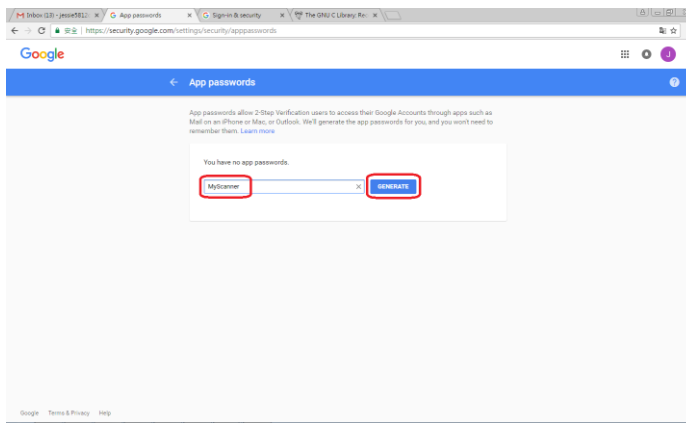 Inbox (13) - jessie5812
App passwords
Sign-in & security
The GNU C Library: Re
安全 | https://security.google.com/settings/security/apppasswords
Google
J
App passwords
App passwords allow 2-Step Verification users to access their Google Accounts through apps such as
Mail on an iPhone or Mac, or Outlook. We'll generate the app passwords for you, and you won't need to
remember them. Learn more
You have no app passwords.
MyScanner
GENERATE
Google Terms & Privacy Help